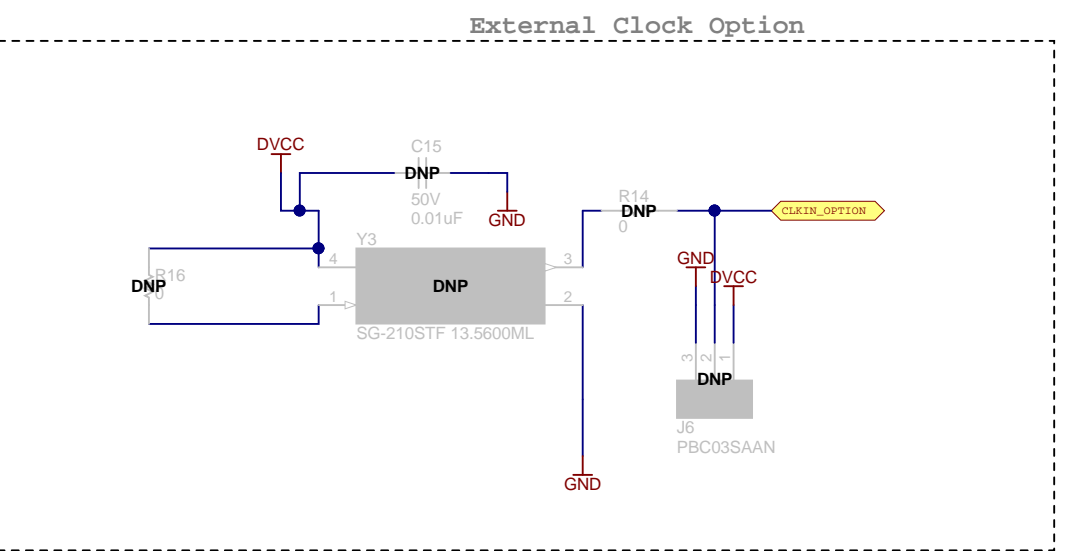 External Clock Option
DVCC
C15
DNP
50V
0.01uF
GND
R14
DNP
0
CLKIN_OPTION
Y3
4
3
DNP
1
2
SG-210STF 13.5600ML
R16
DNP
0
GND
DVCC
3
2
1
DNP
J6
PBC03SAAN
GND